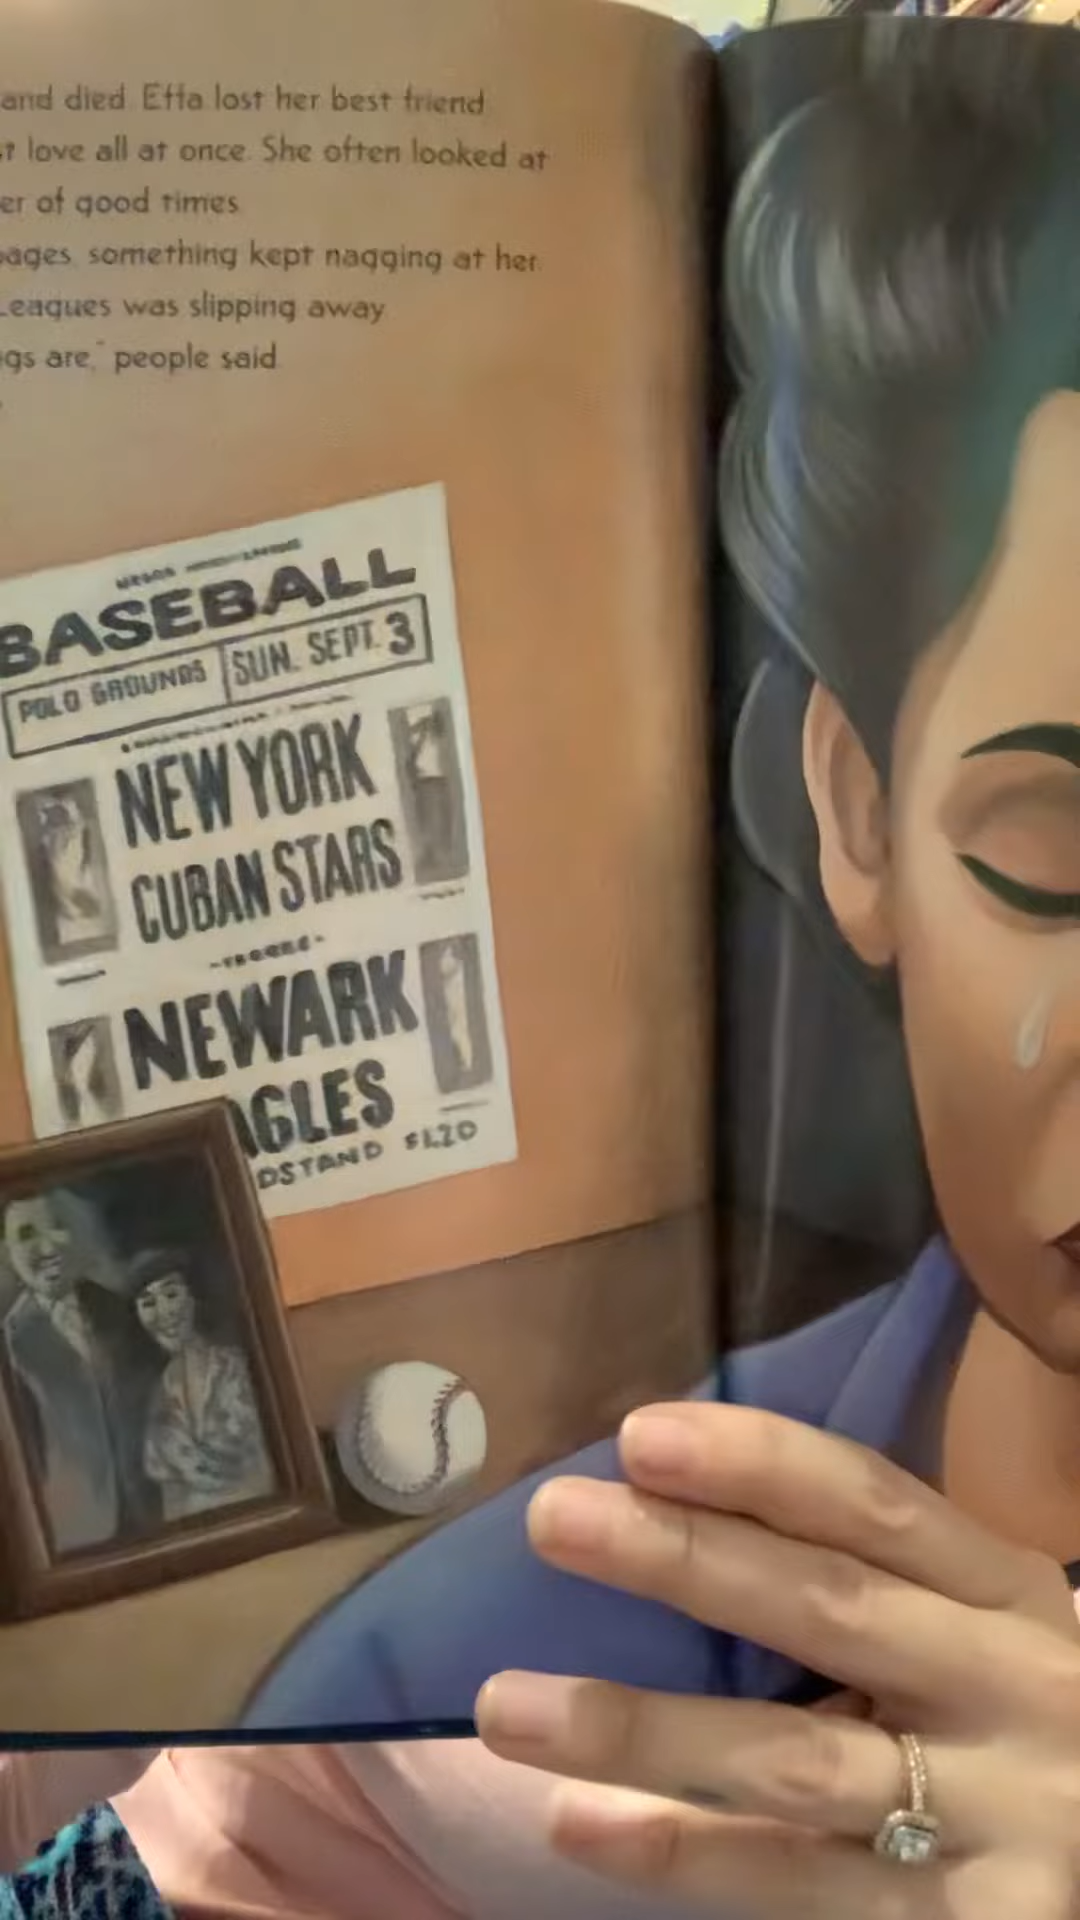 and died. Effa lost her best friend
t love all at once. She often looked at
er of good times.
pages, something kept nagging at her.
Leagues was slipping away.
gs are," people said.
BASEBALL
POLO GROUNDS SUN. SEPT. 3
NEW YORK
CUBAN STARS
NEWARK
AGLES
DSTAND $1.20